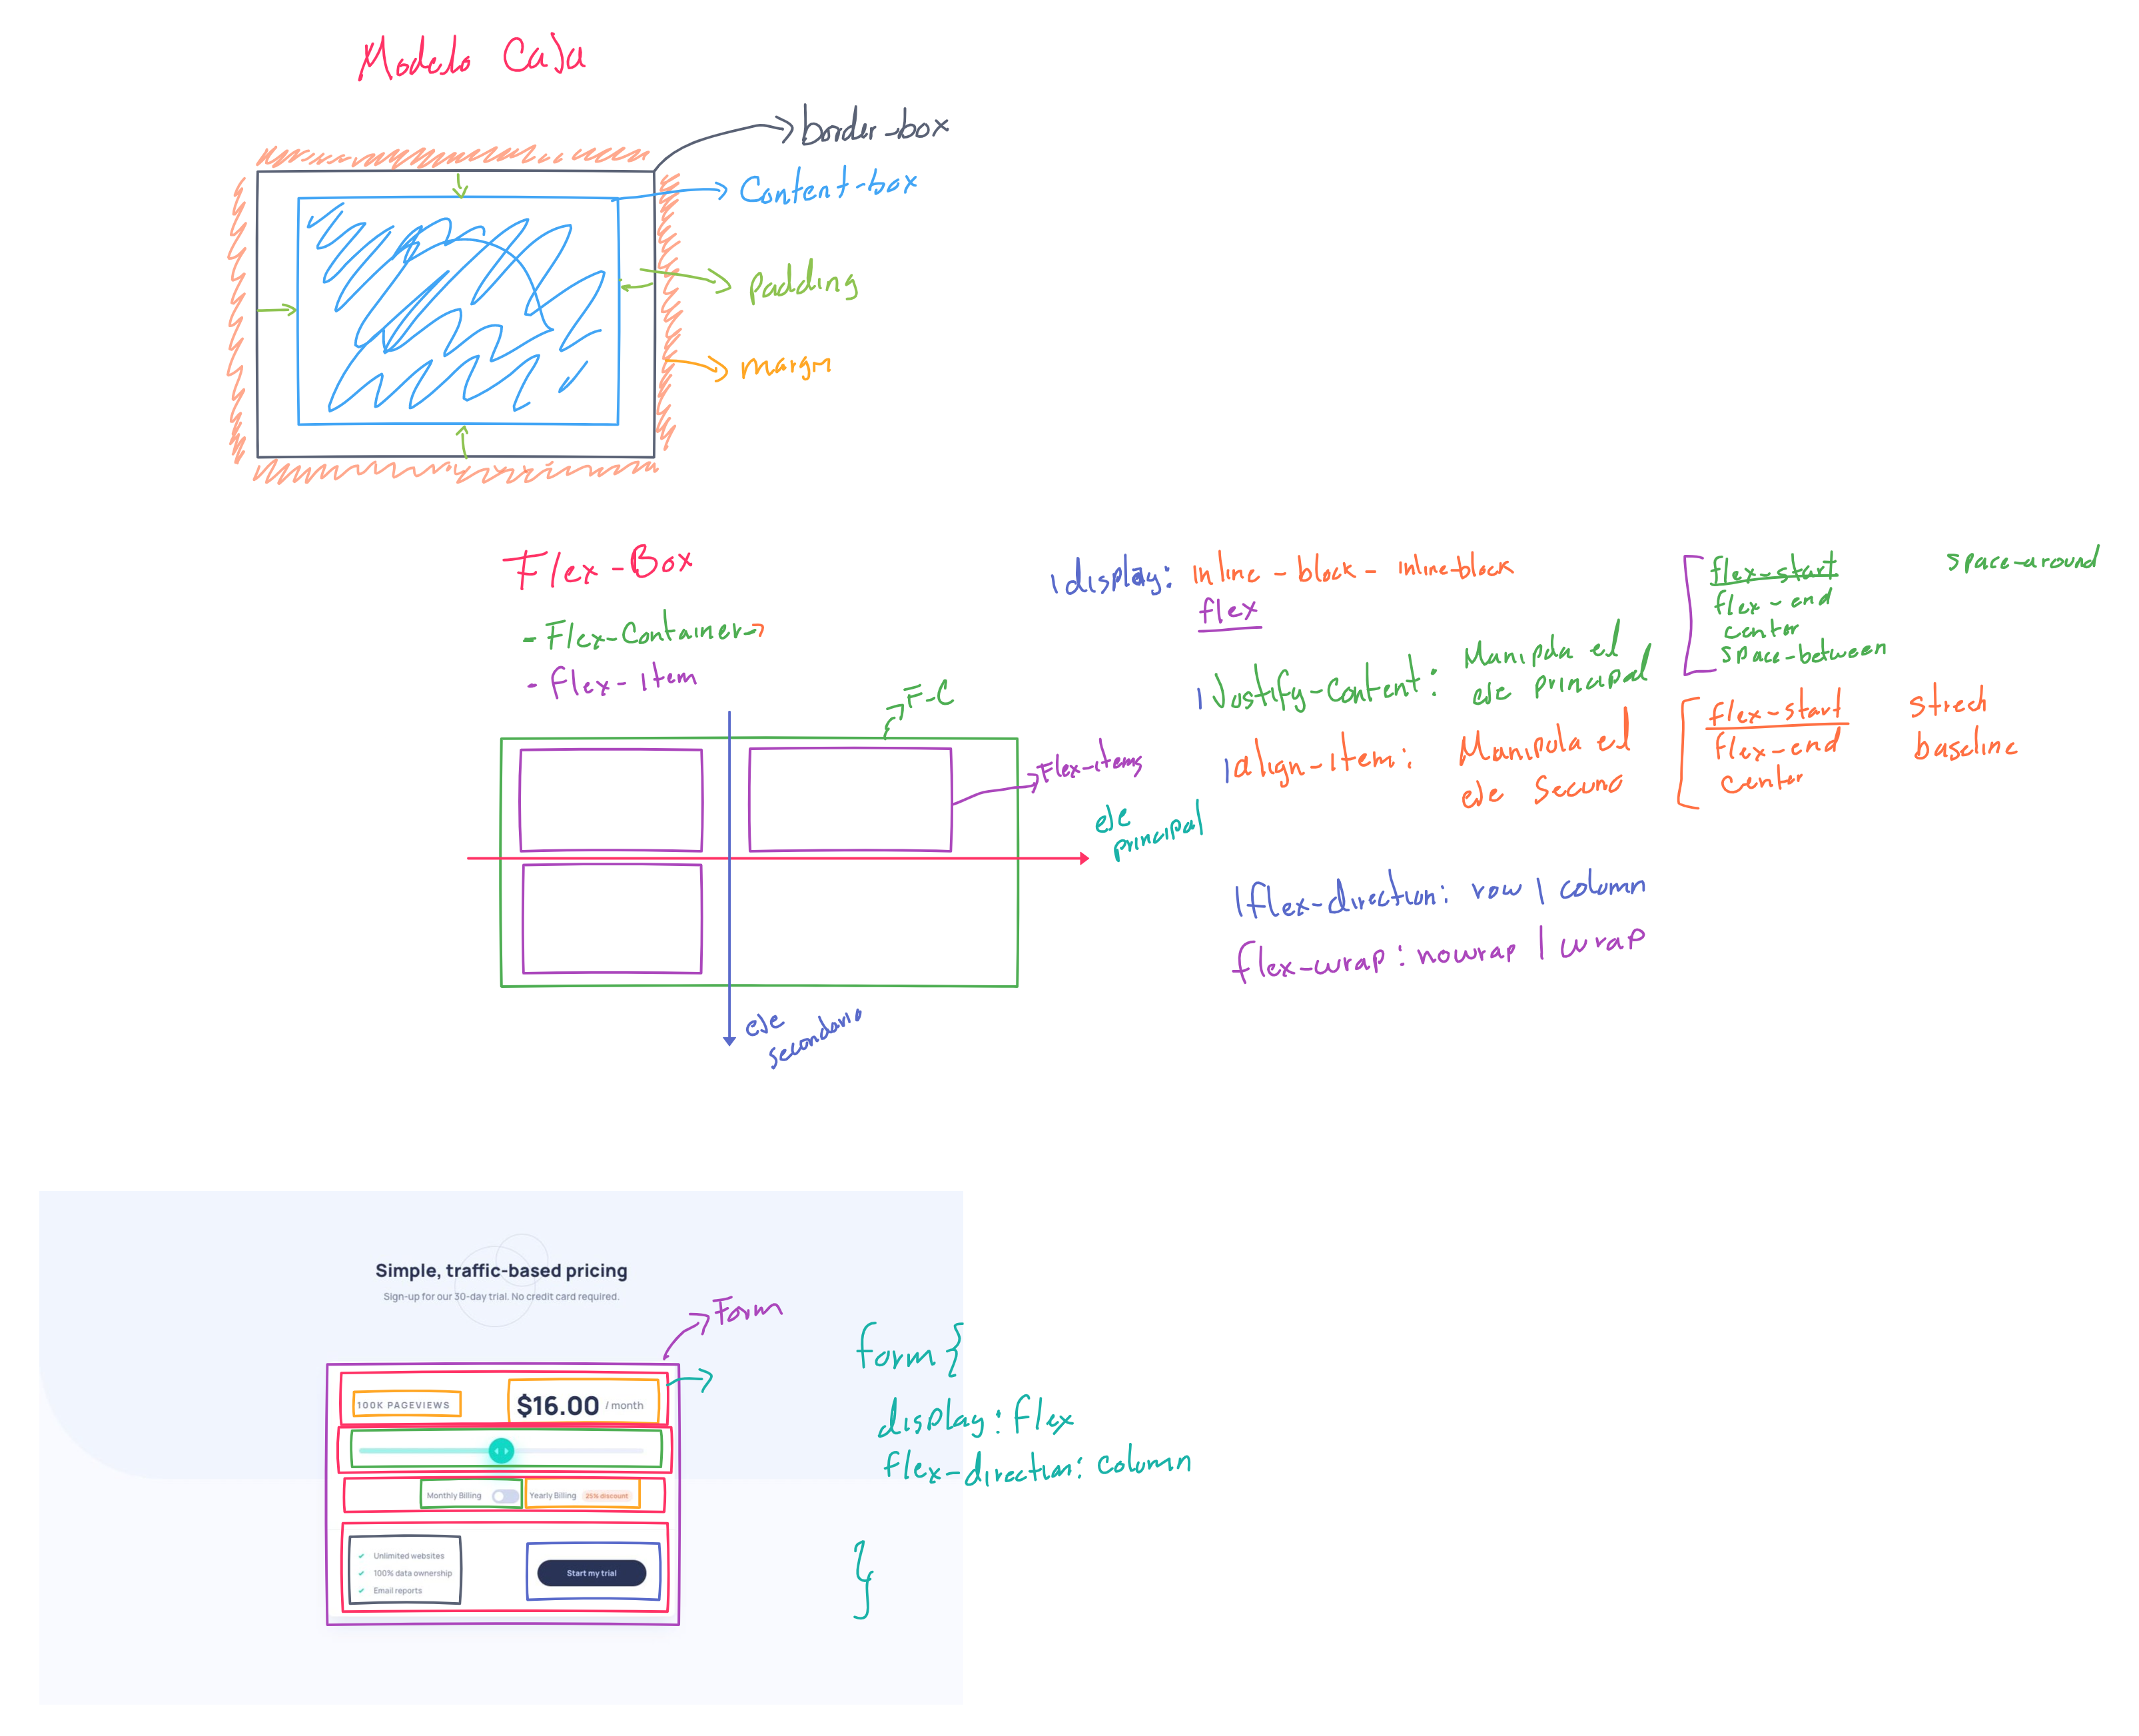 Modelo Caja
border-box
Content-box
Padding
margin
Flex-Box
- Flex-Container
- flex-item
F-C
Flex-items
eje
principal
eje
secundario
display: inline - block - inline-block
flex
Justify-Content: Manipula el
eje principal
flex-start
flex-end
center
space-between
space-around
align-item: Manipula el
eje Secund
flex-start
flex-end
center
Strech
baseline
flex-direction: row | column
flex-wrap: nowrap | wrap
Simple, traffic-based pricing
Sign-up for our 30-day trial. No credit card required.
Form
100K PAGEVIEWS
$16.00 / month
Monthly Billing
Yearly Billing 25% discount
Unlimited websites
100% data ownership
Email reports
Start my trial
form {
display: flex
flex-direction: column
}